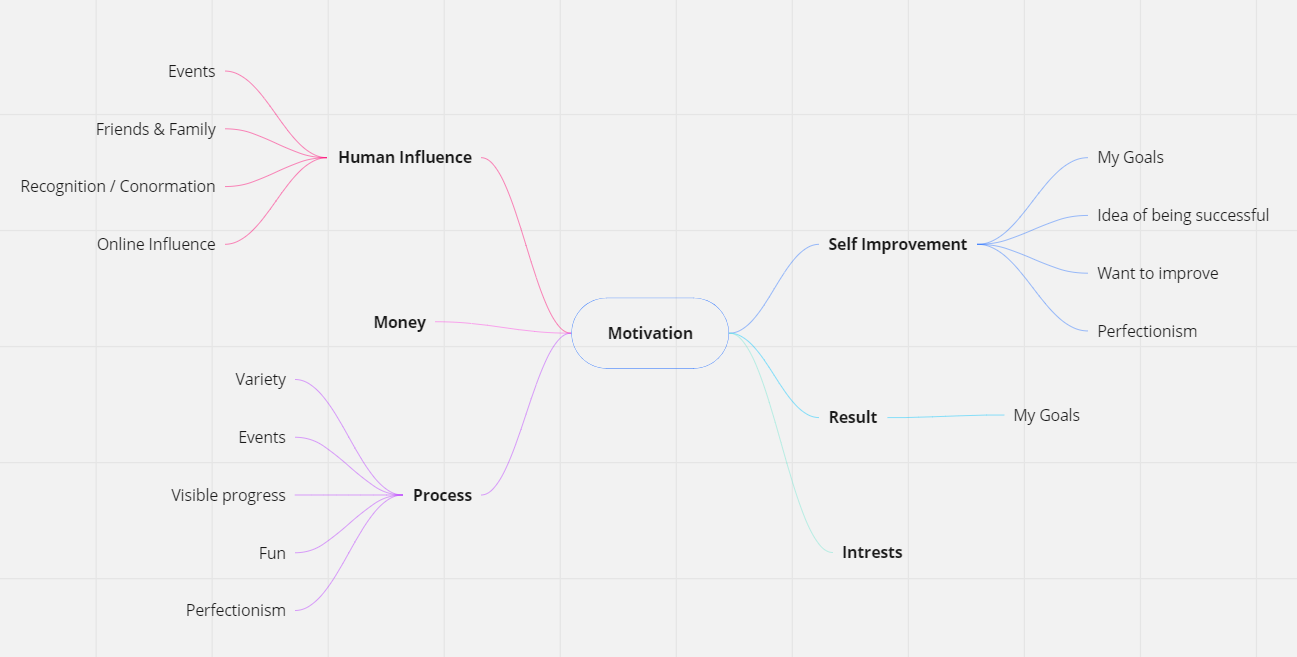 Events
Friends & Family
Recognition / Conormation
Online Influence
Human Influence
Money
Variety
Events
Visible progress
Fun
Perfectionism
Process
Motivation
Self Improvement
My Goals
Idea of being successful
Want to improve
Perfectionism
Result
My Goals
Intrests